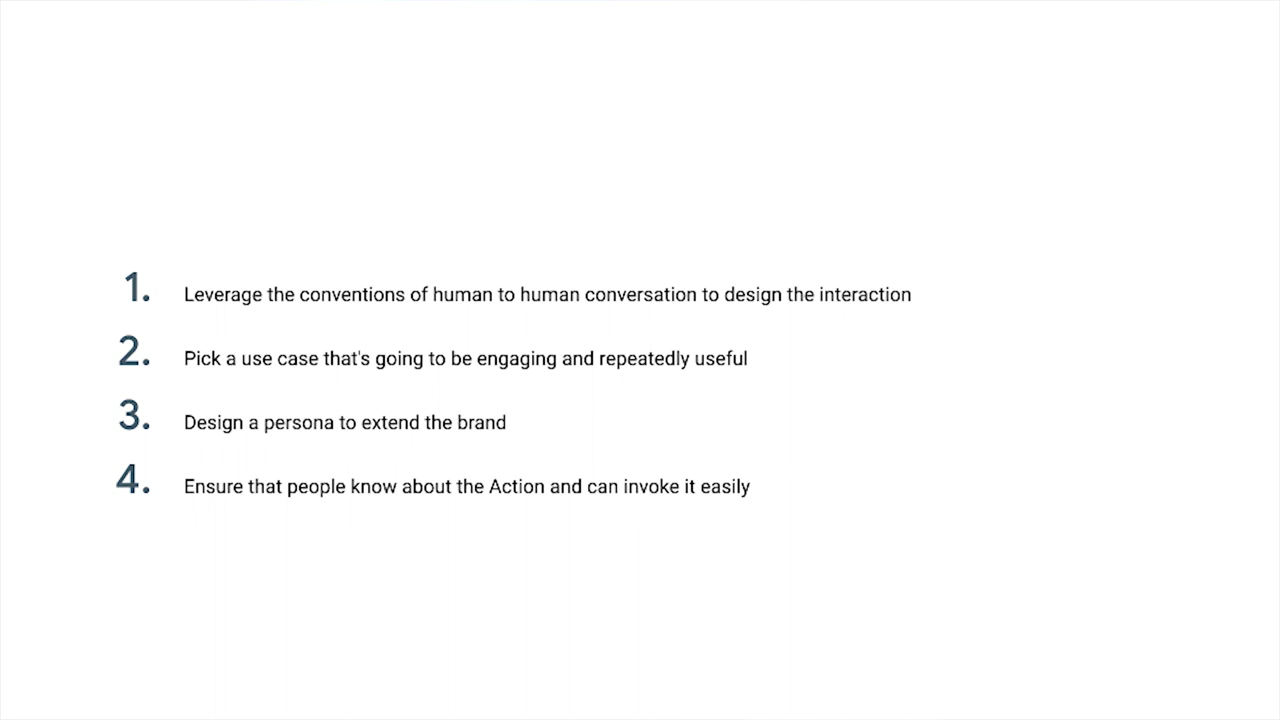 1. Leverage the conventions of human to human conversation to design the interaction
2. Pick a use case that's going to be engaging and repeatedly useful
3. Design a persona to extend the brand
4. Ensure that people know about the Action and can invoke it easily